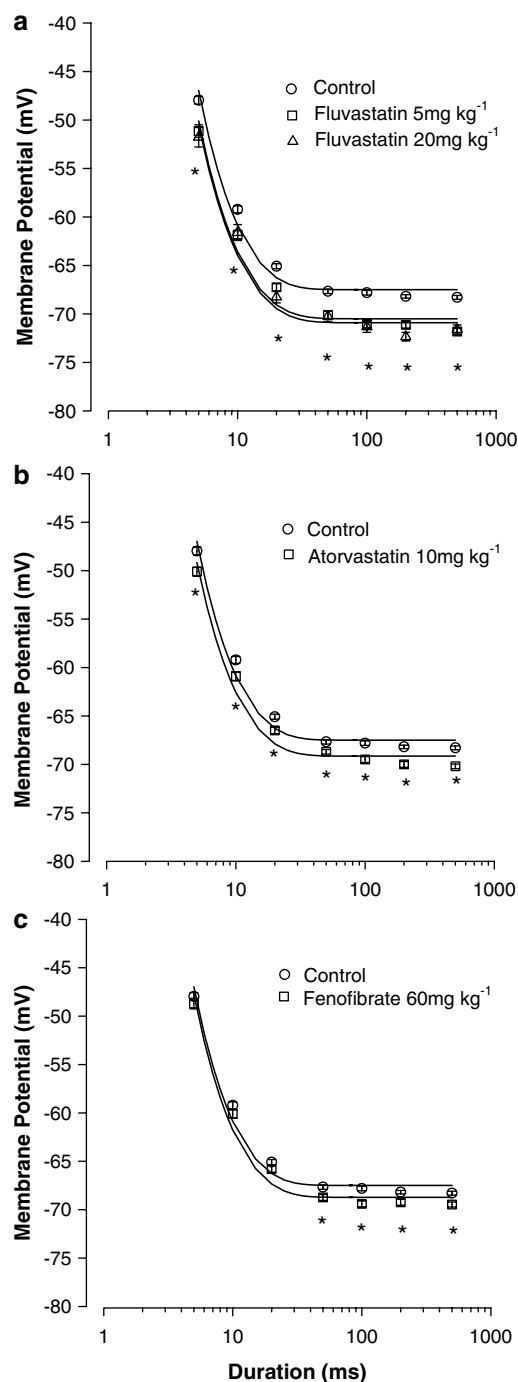 a
-40
-45
-50
-55
-60
-65
-70
-75
-80
Membrane Potential (mV)
Control
Fluvastatin 5mg kg⁻¹
Fluvastatin 20mg kg⁻¹
* * * * * * *
1 10 100 1000
b
-40
-45
-50
-55
-60
-65
-70
-75
-80
Membrane Potential (mV)
Control
Atorvastatin 10mg kg⁻¹
* * * * * * *
1 10 100 1000
c
-40
-45
-50
-55
-60
-65
-70
-75
-80
Membrane Potential (mV)
Control
Fenofibrate 60mg kg⁻¹
* * * *
1 10 100 1000
Duration (ms)